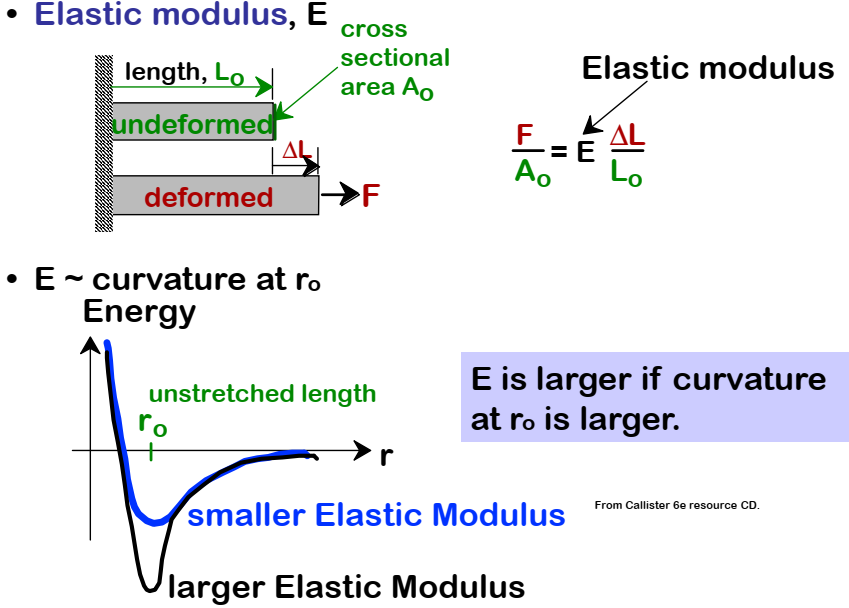 • Elastic modulus, E
cross
sectional
area Ao
length, Lo
undeformed
ΔL
deformed
F
Elastic modulus
F/Ao = E ΔL/Lo
• E ~ curvature at ro
Energy
unstretched length
ro
r
E is larger if curvature
at ro is larger.
smaller Elastic Modulus
From Callister 6e resource CD.
larger Elastic Modulus